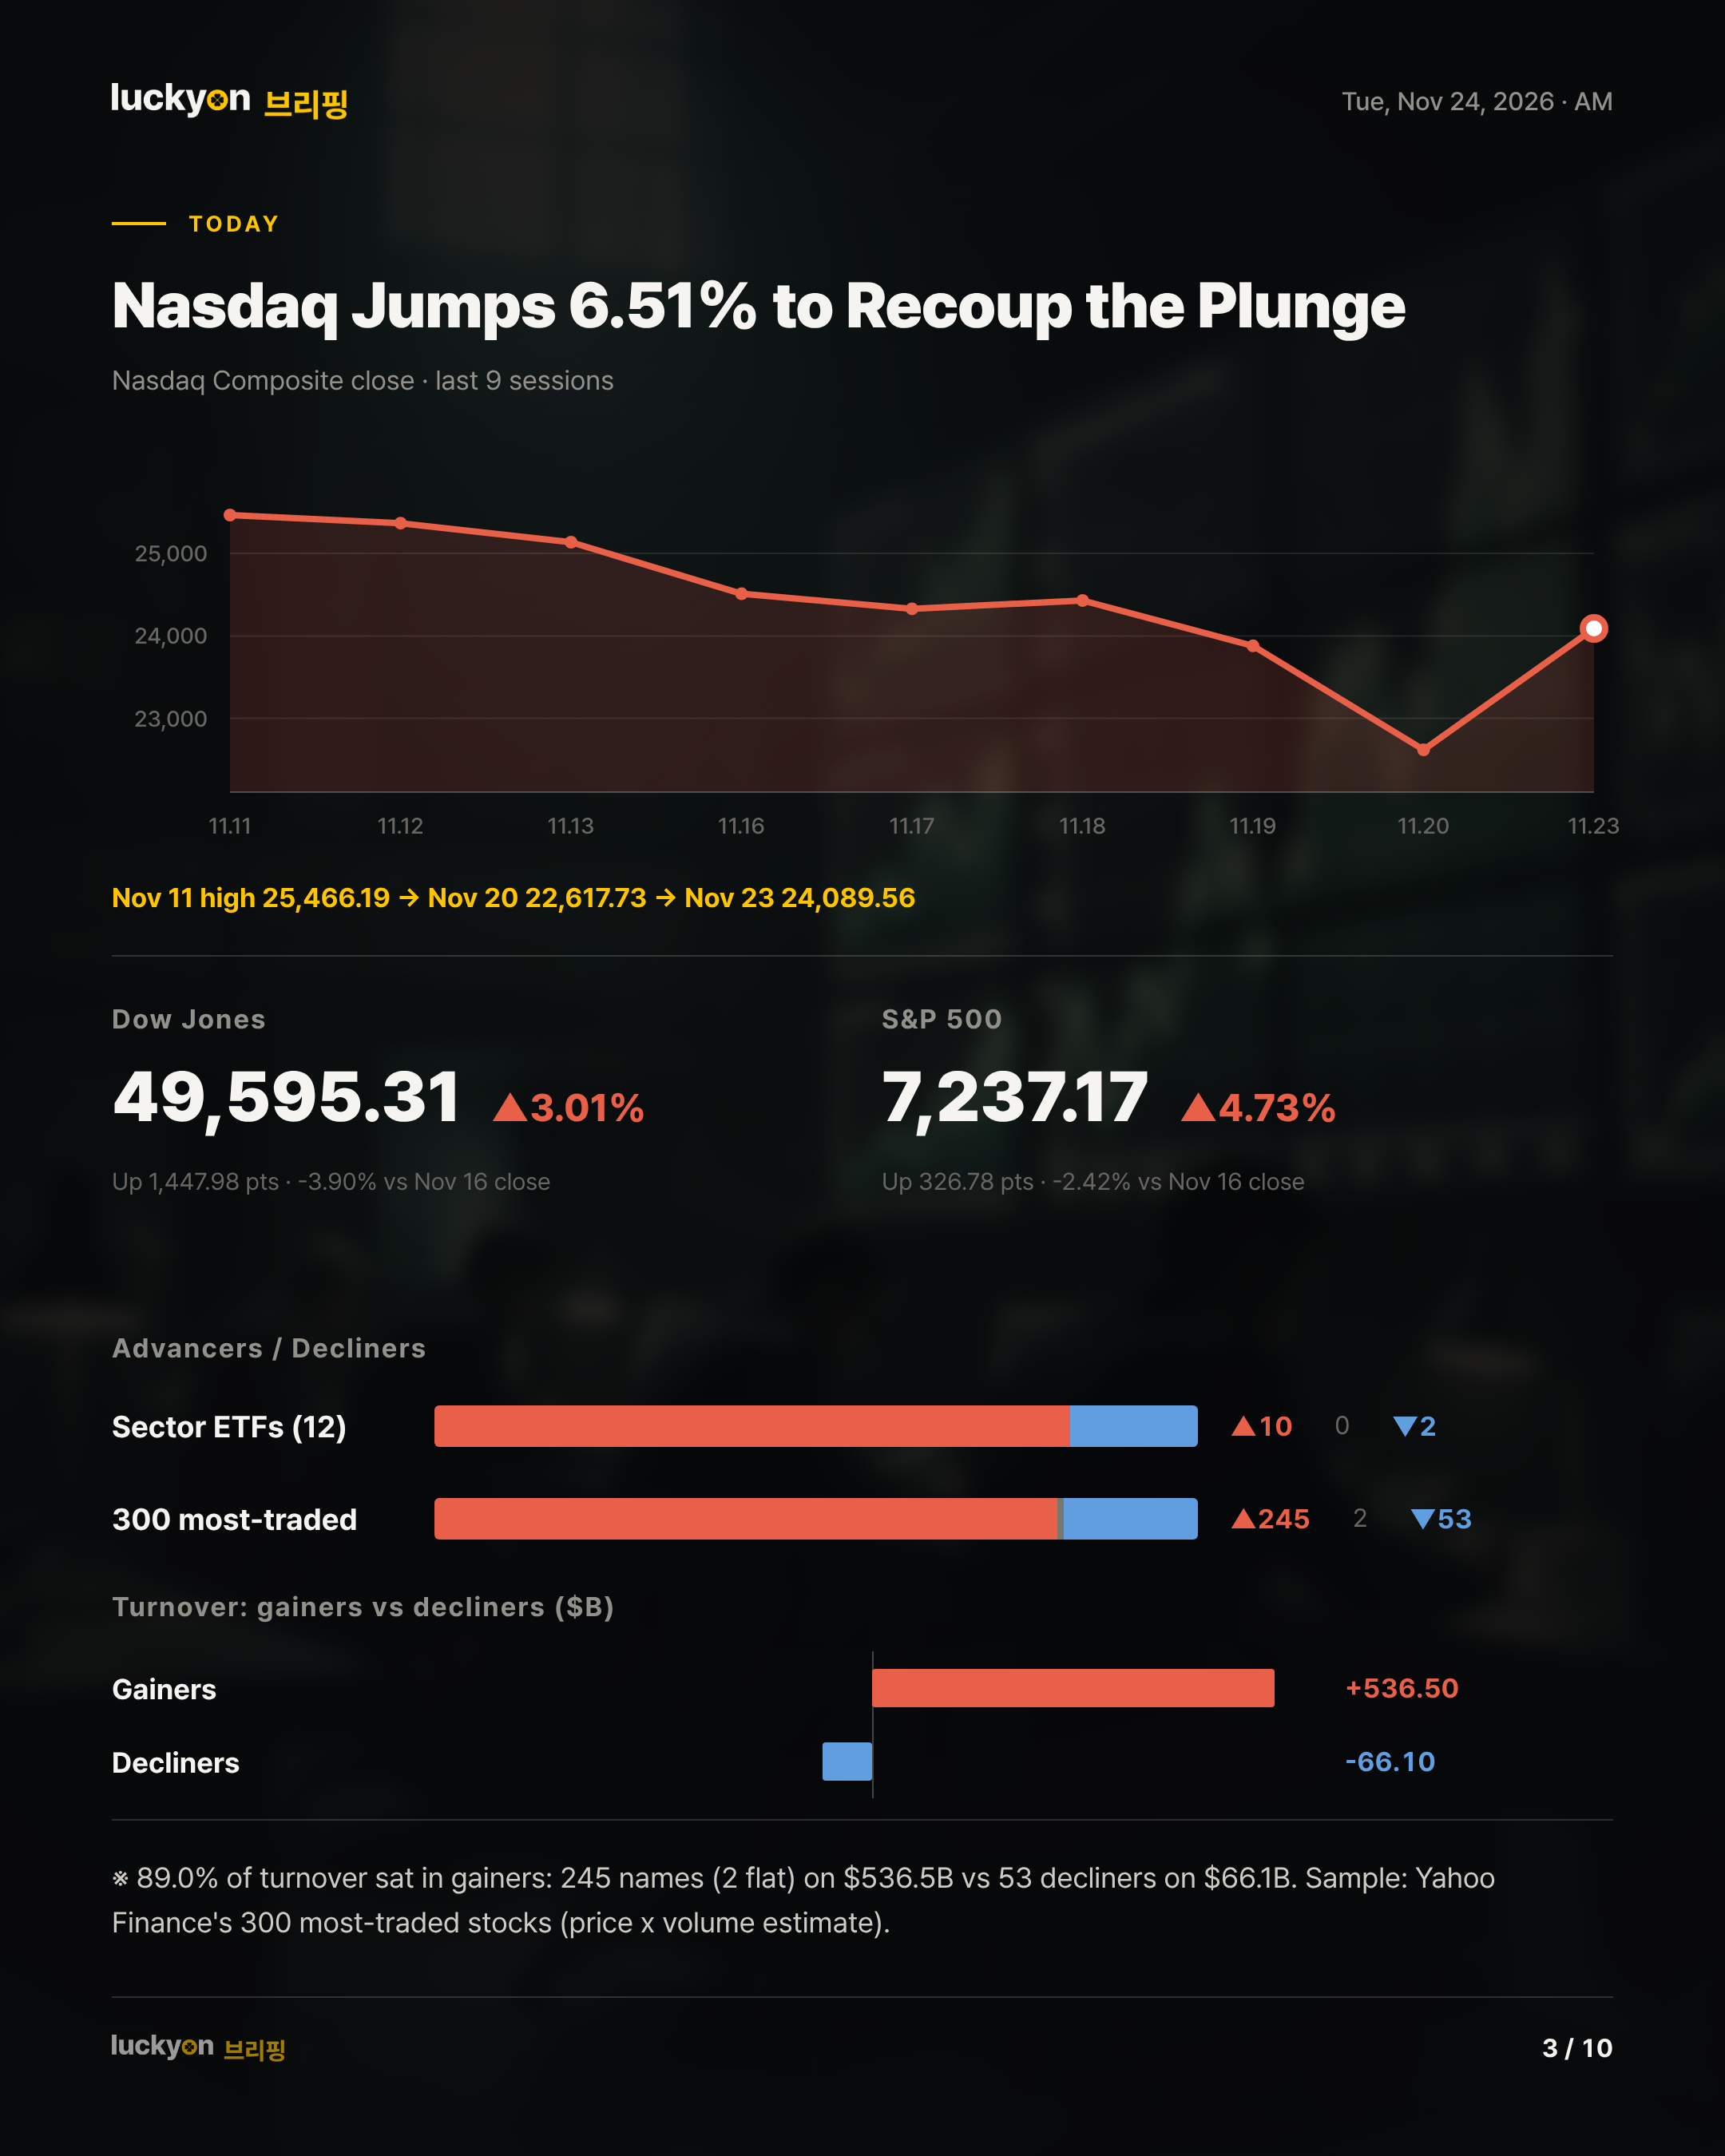 luckyon 브리핑
Tue, Nov 24, 2026 · AM
TODAY
Nasdaq Jumps 6.51% to Recoup the Plunge
Nasdaq Composite close · last 9 sessions
25,000
24,000
23,000
11.11 11.12 11.13 11.16 11.17 11.18 11.19 11.20 11.23
Nov 11 high 25,466.19 → Nov 20 22,617.73 → Nov 23 24,089.56
Dow Jones
49,595.31 ▲3.01%
Up 1,447.98 pts · -3.90% vs Nov 16 close
S&P 500
7,237.17 ▲4.73%
Up 326.78 pts · -2.42% vs Nov 16 close
Advancers / Decliners
Sector ETFs (12) ▲10 0 ▼2
300 most-traded ▲245 2 ▼53
Turnover: gainers vs decliners ($B)
Gainers +536.50
Decliners -66.10
※ 89.0% of turnover sat in gainers: 245 names (2 flat) on $536.5B vs 53 decliners on $66.1B. Sample: Yahoo
Finance's 300 most-traded stocks (price x volume estimate).
luckyon 브리핑
3 / 10